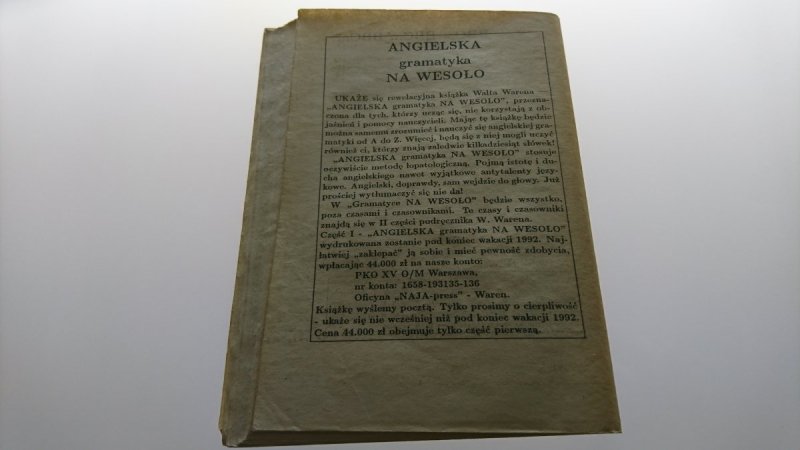 ANGIELSKA
gramatyka
NA WESOŁO
UKAŻE się rewelacyjna książka Walta Warena —
„ANGIELSKA gramatyka NA WESOŁO”, przezna-
czona dla tych, którzy ucząc się, nie korzystają z ob-
jaśnień i pomocy nauczycieli. Mając tę książkę będzie
można samemu zrozumieć i nauczyć się angielskiej gra-
matyki od A do Z. Więcej, będą się z niej mogli uczyć
również ci, którzy znają zaledwie kilkadziesiąt słówek!
„ANGIELSKA gramatyka NA WESOŁO” stosuje
oczywiście metodę łopatologiczną. Pojmą istotę i du-
cha angielskiego nawet wyjątkowe antytalenty języ-
kowe. Angielski, doprawdy, sam wejdzie do głowy. Już
prościej wytłumaczyć się nie da!
W „Gramatyce NA WESOŁO” będzie wszystko,
poza czasami i czasownikami. Te czasy i czasowniki
znajdą się w II części podręcznika W. Warena.
Część I - „ANGIELSKA gramatyka NA WESOŁO”
wydrukowana zostanie pod koniec wakacji 1992. Naj-
łatwiej „zaklepać” ją sobie i mieć pewność zdobycia,
wpłacając 44.000 zł na nasze konto:
PKO XV O/M Warszawa,
nr konta: 1658-193135-136
Oficyna „NAJA-press” - Waren.
Książkę wyślemy pocztą. Tylko prosimy o cierpliwość
- ukaże się nie wcześniej niż pod koniec wakacji 1992.
Cena 44.000 zł obejmuje tylko część pierwszą.